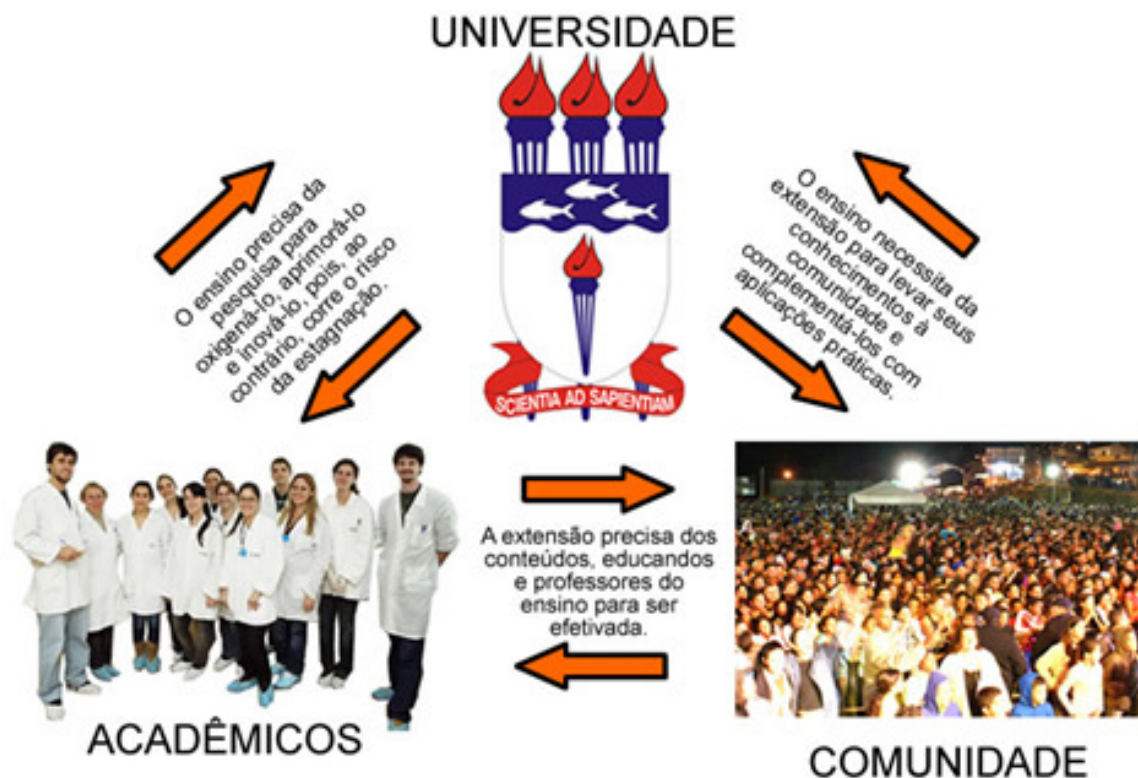 UNIVERSIDADE
O ensino precisa da
pesquisa para
oxigená-lo, aprimorá-lo
e inová-lo, pois, ao
contrário, corre o risco
da estagnação.
O ensino necessita da
extensão para levar seus
conhecimentos à
comunidade e
complementá-los com
aplicações práticas.
SCIENTIA AD SAPIENTIAM
A extensão precisa dos
conteúdos, educandos
e professores do
ensino para ser
efetivada.
ACADÊMICOS
COMUNIDADE